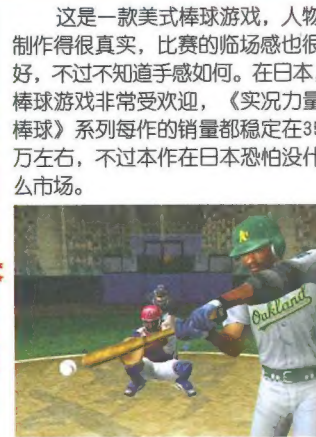 这是一款美式棒球游戏，人物
制作得很真实，比赛的临场感也很
好，不过不知道手感如何。在日本，
棒球游戏非常受欢迎，《实况力量
棒球》系列每作的销量都稳定在35
万左右，不过本作在日本恐怕没什
么市场。
A's
Oakland